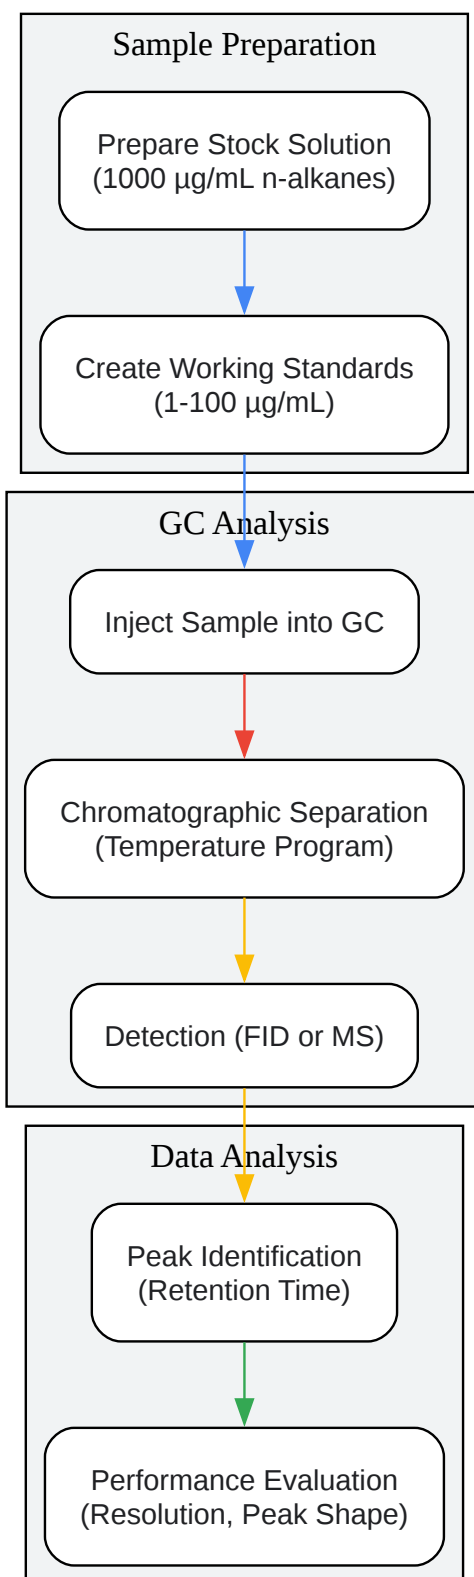 Sample Preparation
Prepare Stock Solution
(1000 µg/mL n-alkanes)
Create Working Standards
(1-100 µg/mL)
GC Analysis
Inject Sample into GC
Chromatographic Separation
(Temperature Program)
Detection (FID or MS)
Data Analysis
Peak Identification
(Retention Time)
Performance Evaluation
(Resolution, Peak Shape)